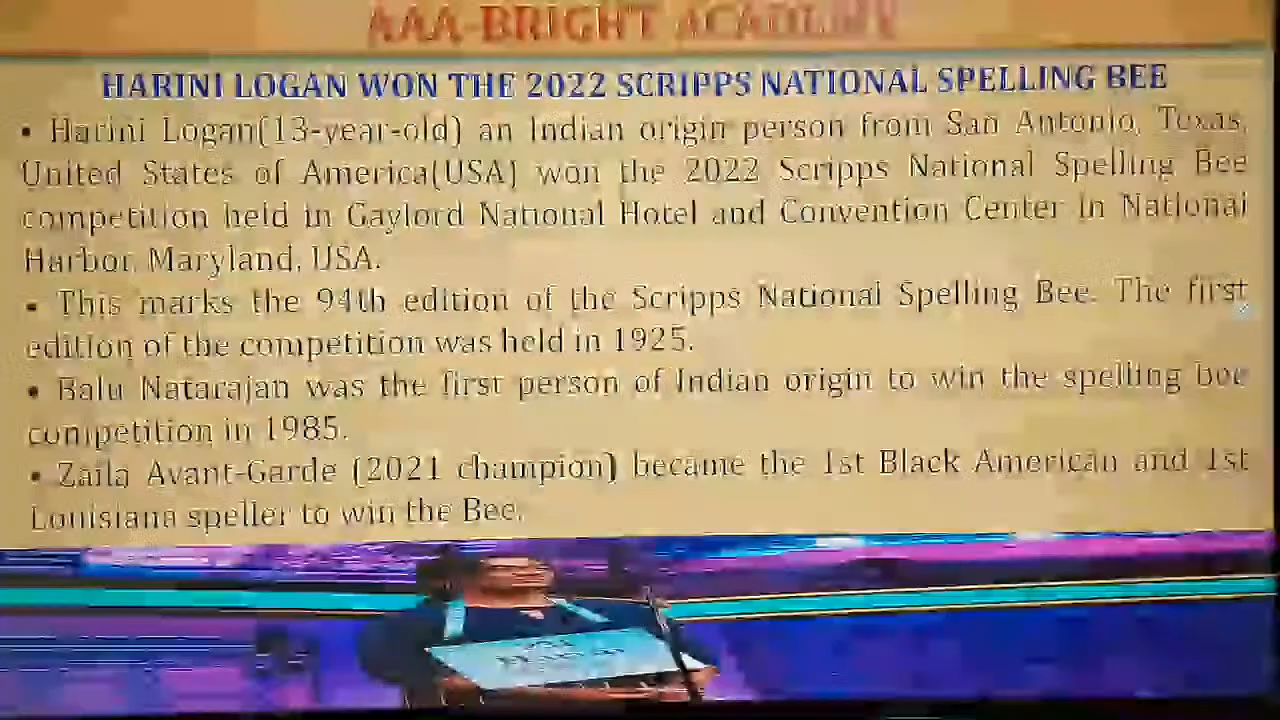 AAA-BRIGHT ACADEMY
HARINI LOGAN WON THE 2022 SCRIPPS NATIONAL SPELLING BEE
• Harini Logan(13-year-old) an Indian origin person from San Antonio, Texas,
United States of America(USA) won the 2022 Scripps National Spelling Bee
competition held in Gaylord National Hotel and Convention Center in National
Harbor, Maryland, USA.
• This marks the 94th edition of the Scripps National Spelling Bee. The first
edition of the competition was held in 1925.
• Balu Natarajan was the first person of Indian origin to win the spelling bee
competition in 1985.
• Zaila Avant-Garde (2021 champion) became the 1st Black American and 1st
Louisiana speller to win the Bee.